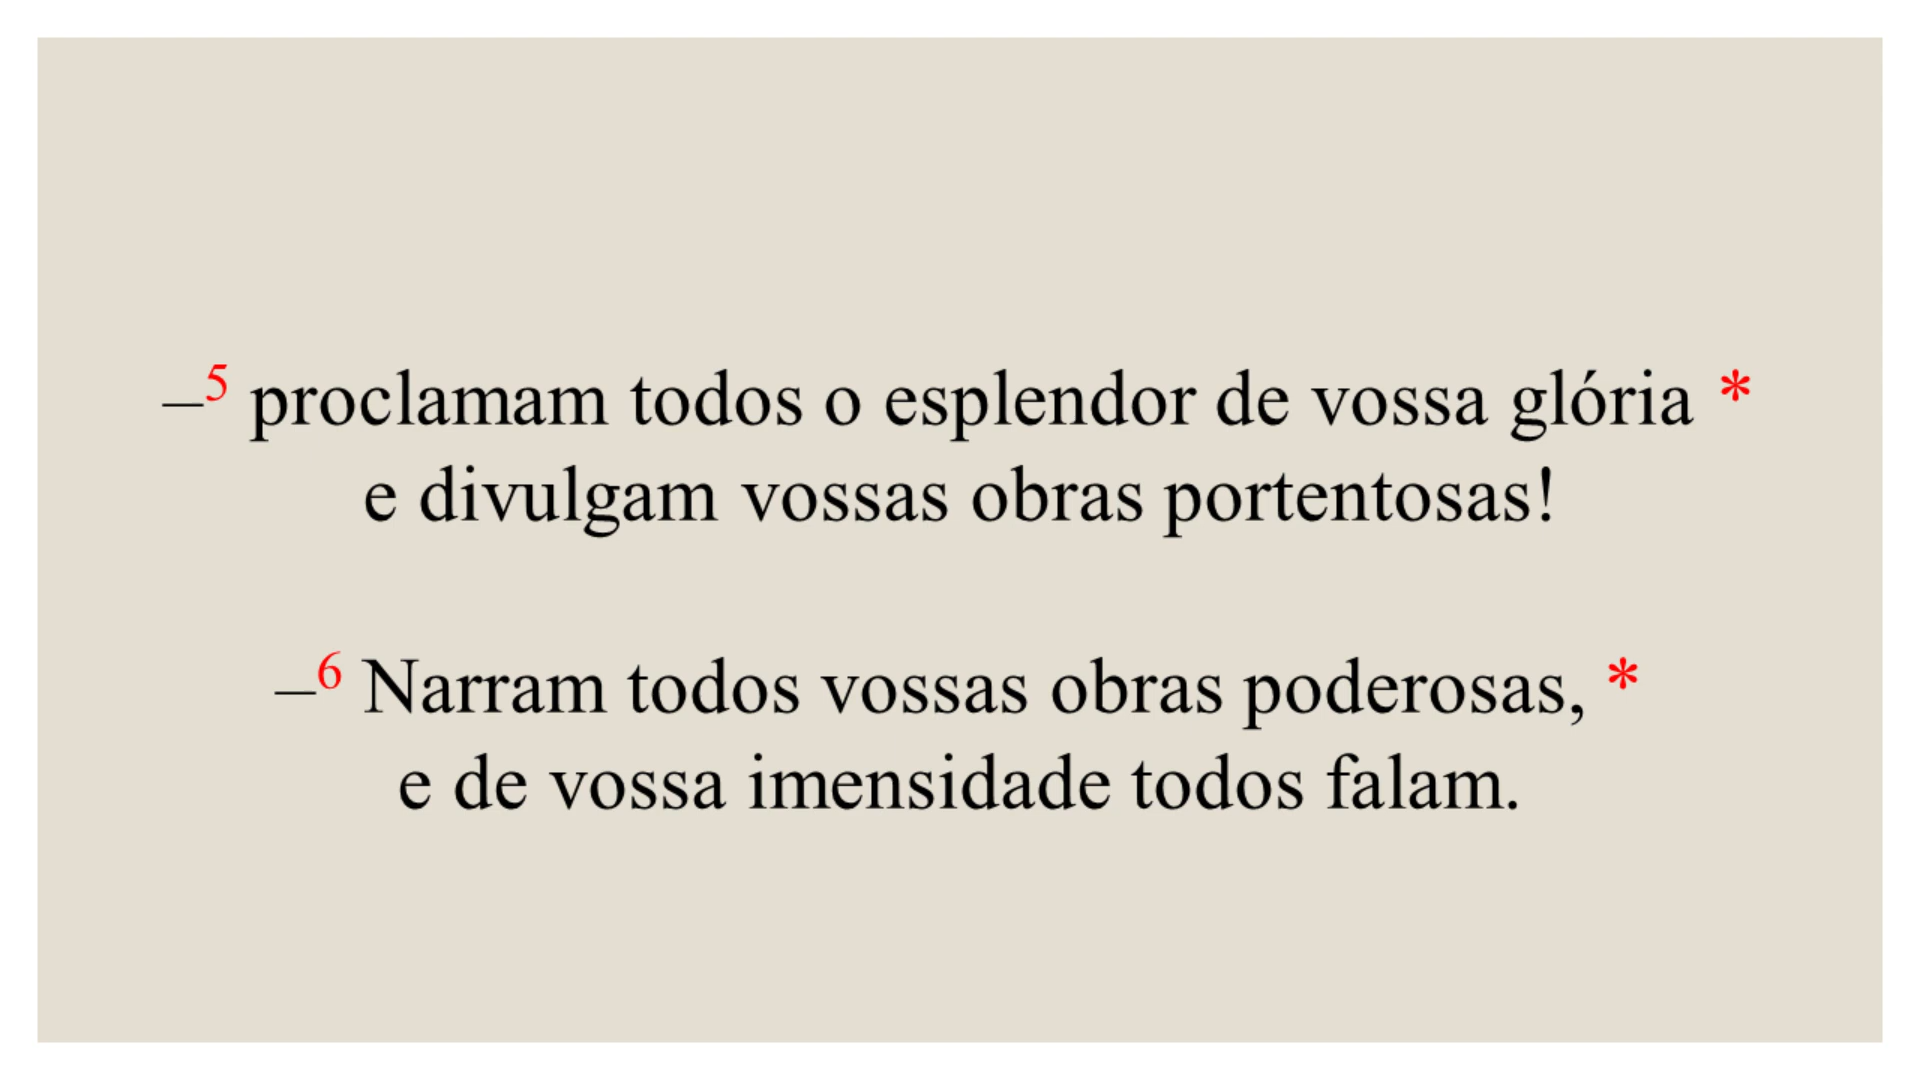 –5 proclamam todos o esplendor de vossa glória *
e divulgam vossas obras portentosas!
–6 Narram todos vossas obras poderosas, *
e de vossa imensidade todos falam.